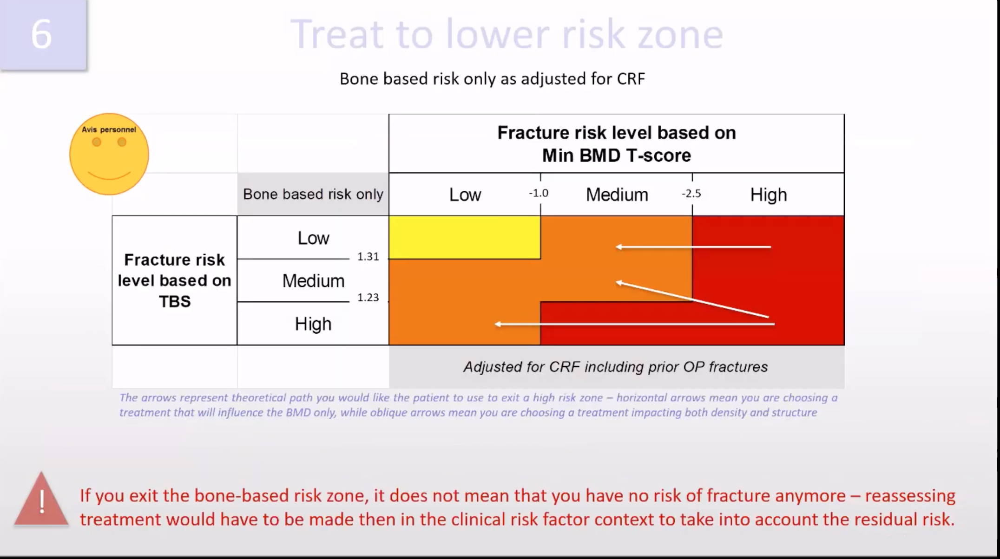 6
Treat to lower risk zone
Bone based risk only as adjusted for CRF
Avis personnel
Fracture risk level based on
Min BMD T-score
Bone based risk only
Low
-1.0
Medium
-2.5
High
Fracture risk
level based on
TBS
Low
1.31
Medium
1.23
High
Adjusted for CRF including prior OP fractures
The arrows represent theoretical path you would like the patient to use to exit a high risk zone – horizontal arrows mean you are choosing a
treatment that will influence the BMD only, while oblique arrows mean you are choosing a treatment impacting both density and structure
!
If you exit the bone-based risk zone, it does not mean that you have no risk of fracture anymore – reassessing
treatment would have to be made then in the clinical risk factor context to take into account the residual risk.